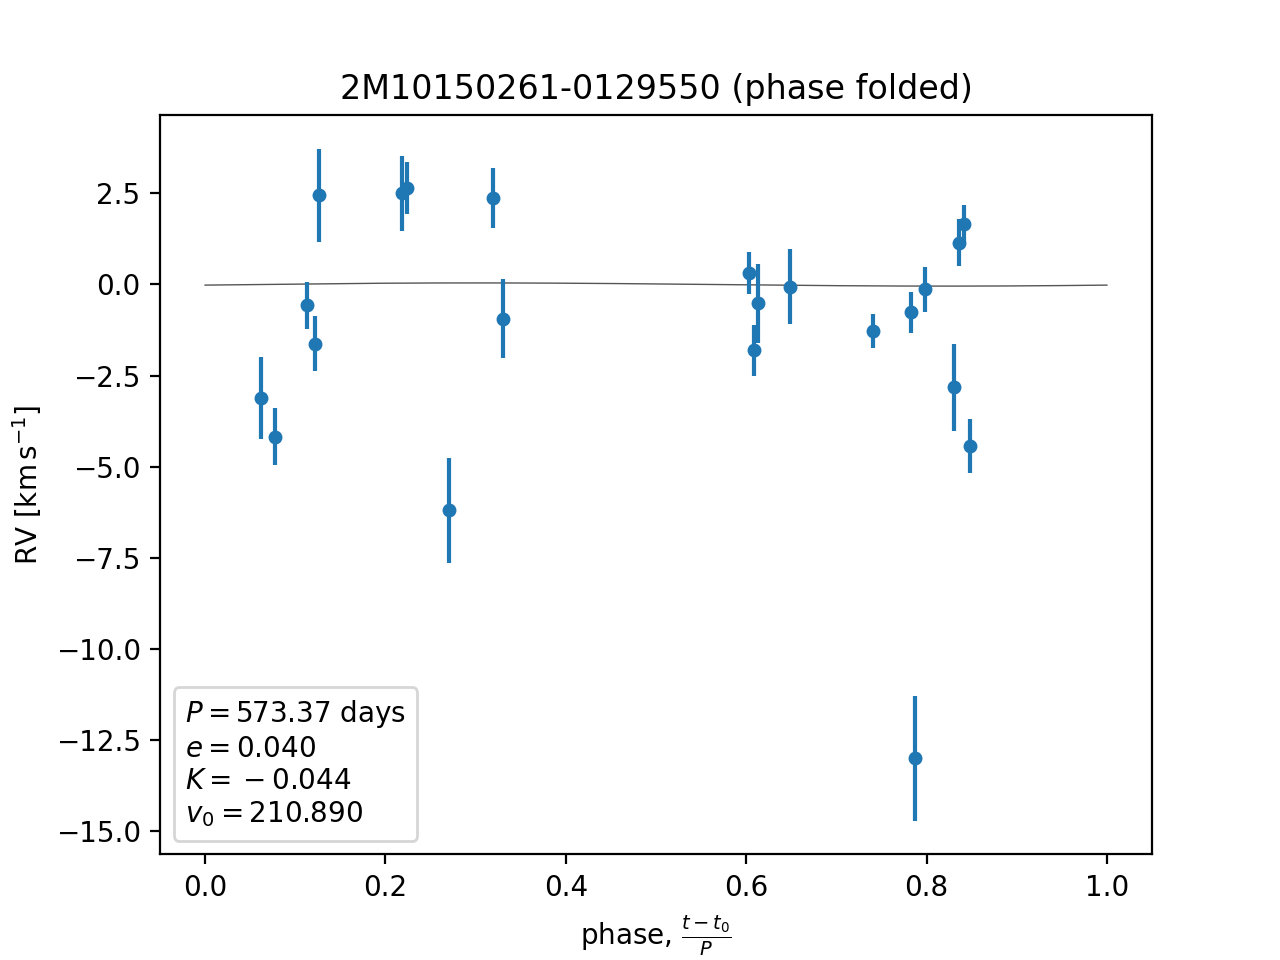 2M10150261-0129550 (phase folded)
RV [km s⁻¹]
2.5
0.0
−2.5
−5.0
−7.5
−10.0
−12.5
−15.0
P = 573.37 days
e = 0.040
K = −0.044
v₀ = 210.890
0.0 0.2 0.4 0.6 0.8 1.0
phase, (t − t₀)/P